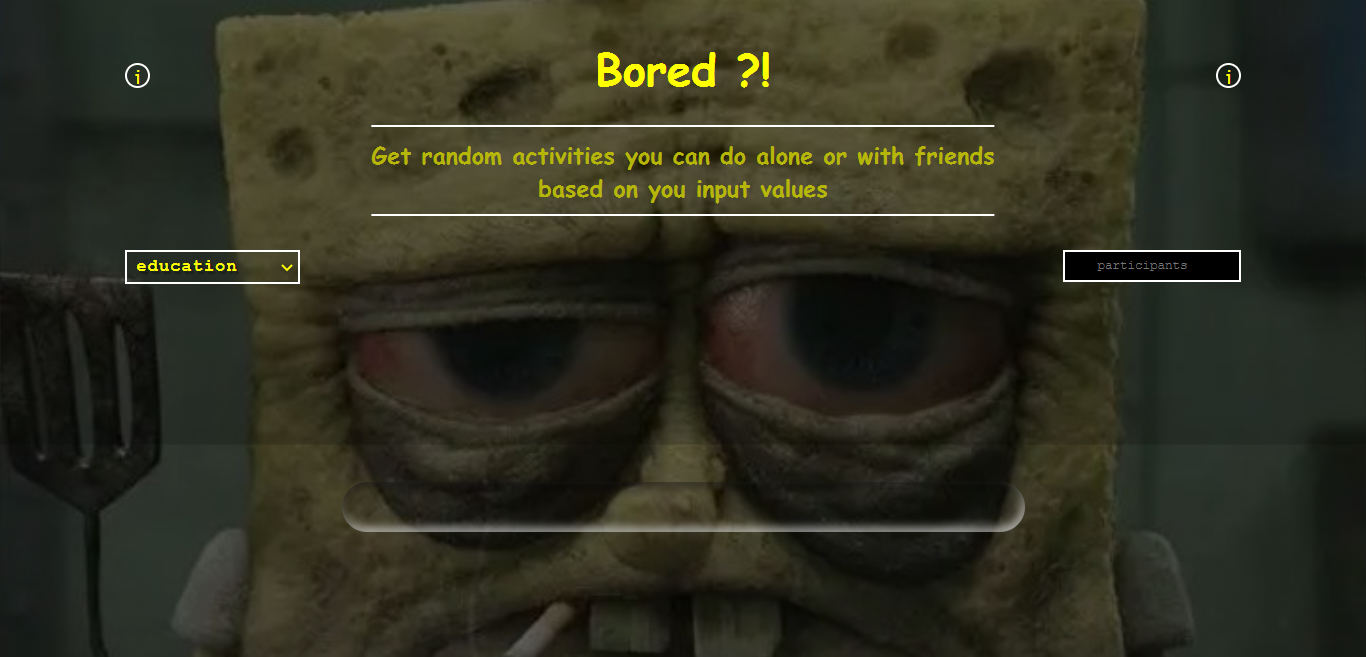 Bored ?!
i
i
Get random activities you can do alone or with friends
based on you input values
education
participants